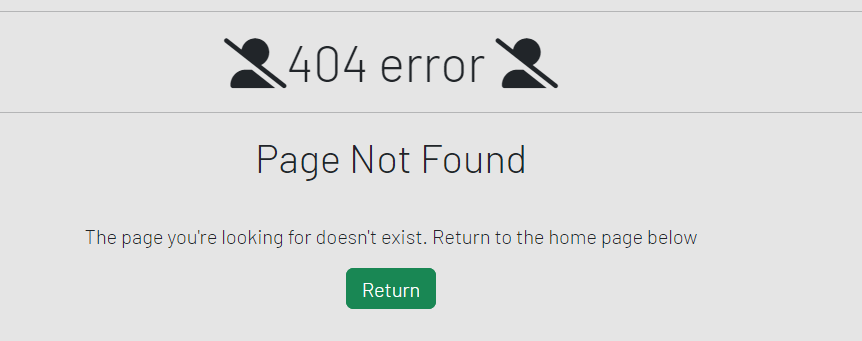 404 error
Page Not Found
The page you're looking for doesn't exist. Return to the home page below
Return